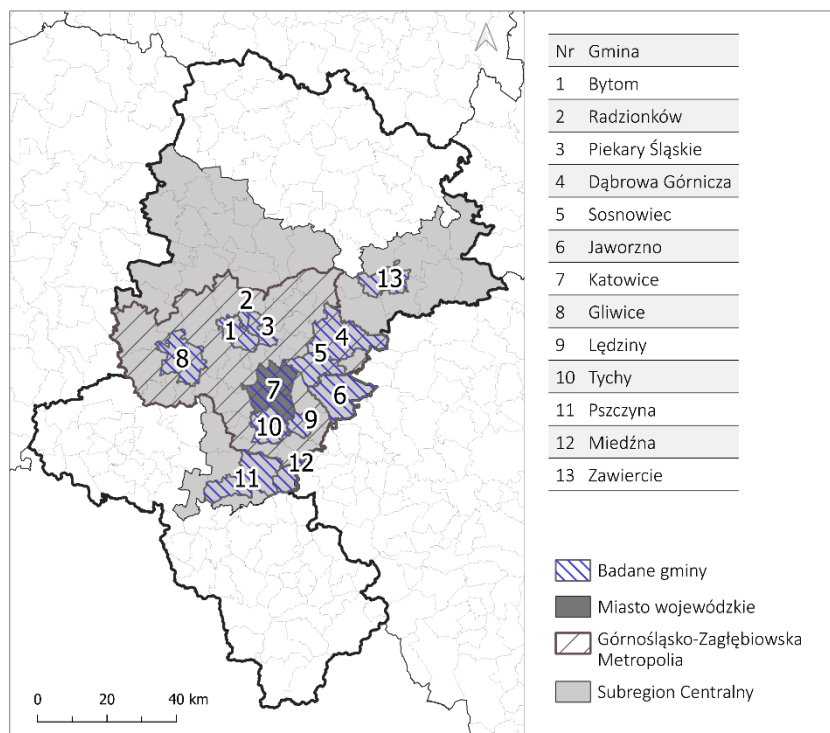 Nr Gmina
1 Bytom
2 Radzionków
3 Piekary Śląskie
4 Dąbrowa Górnicza
5 Sosnowiec
6 Jaworzno
7 Katowice
8 Gliwice
9 Lędziny
10 Tychy
11 Pszczyna
12 Miedźna
13 Zawiercie
13
2
1 3
4
8
5
7
6
9
10
12
11
Badane gminy
Miasto wojewódzkie
Górnośląsko-Zagłębiowska
Metropolia
Subregion Centralny
0 20 40 km